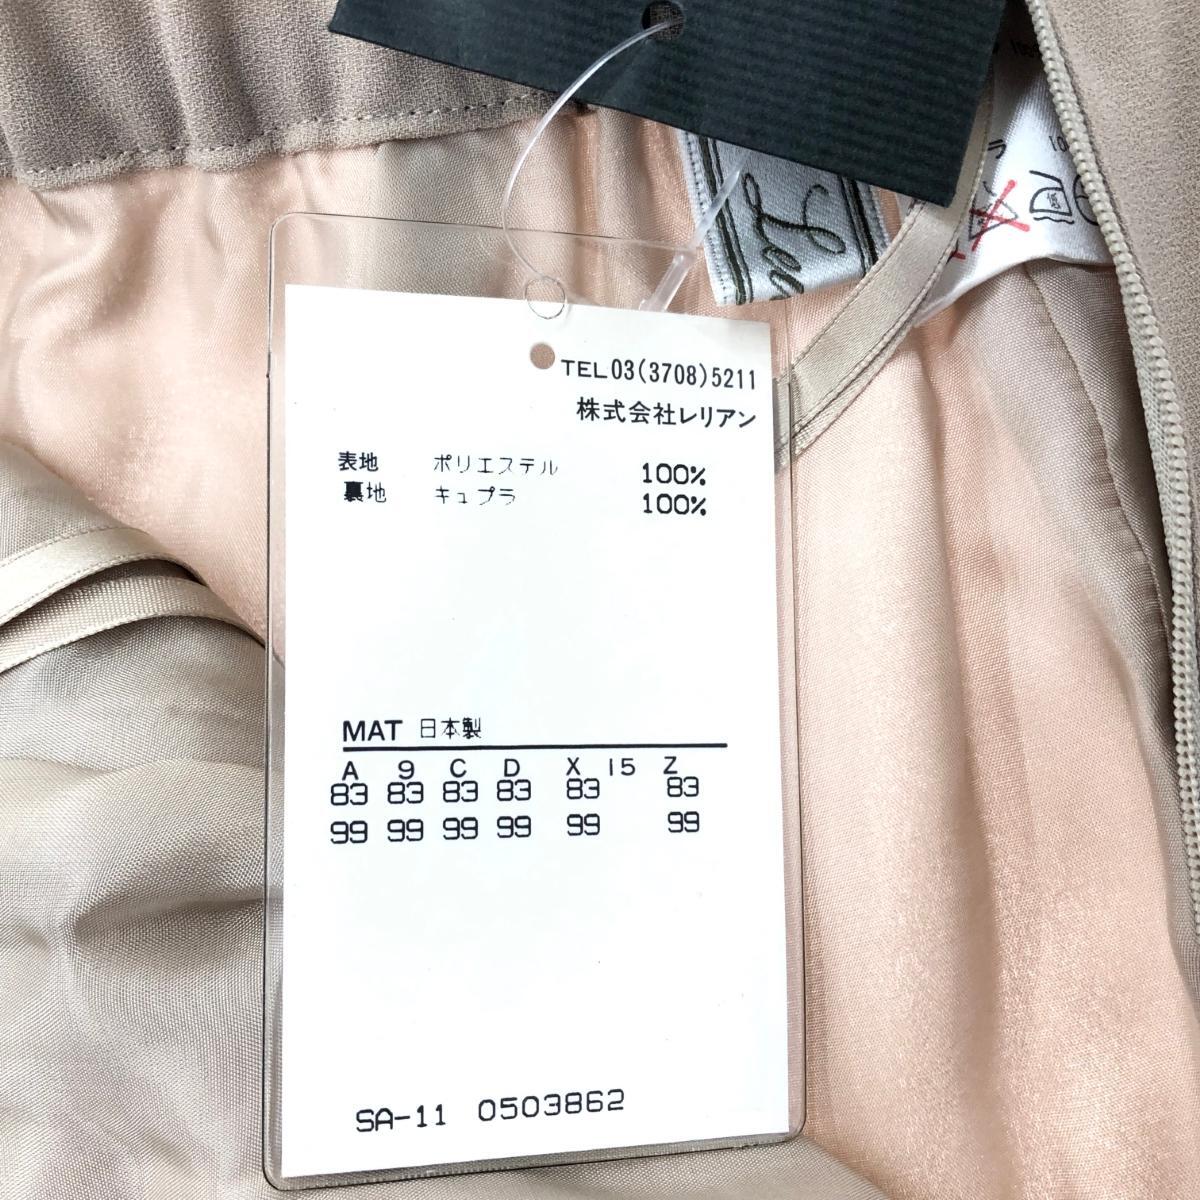 TEL 03(3708)5211
株式会社レリアン
表地 ポリエステル 100%
裏地 キュプラ 100%
MAT 日本製
A 9 C D X 15 Z
83 83 83 83 83 83
99 99 99 99 99 99
SA-11 0503862